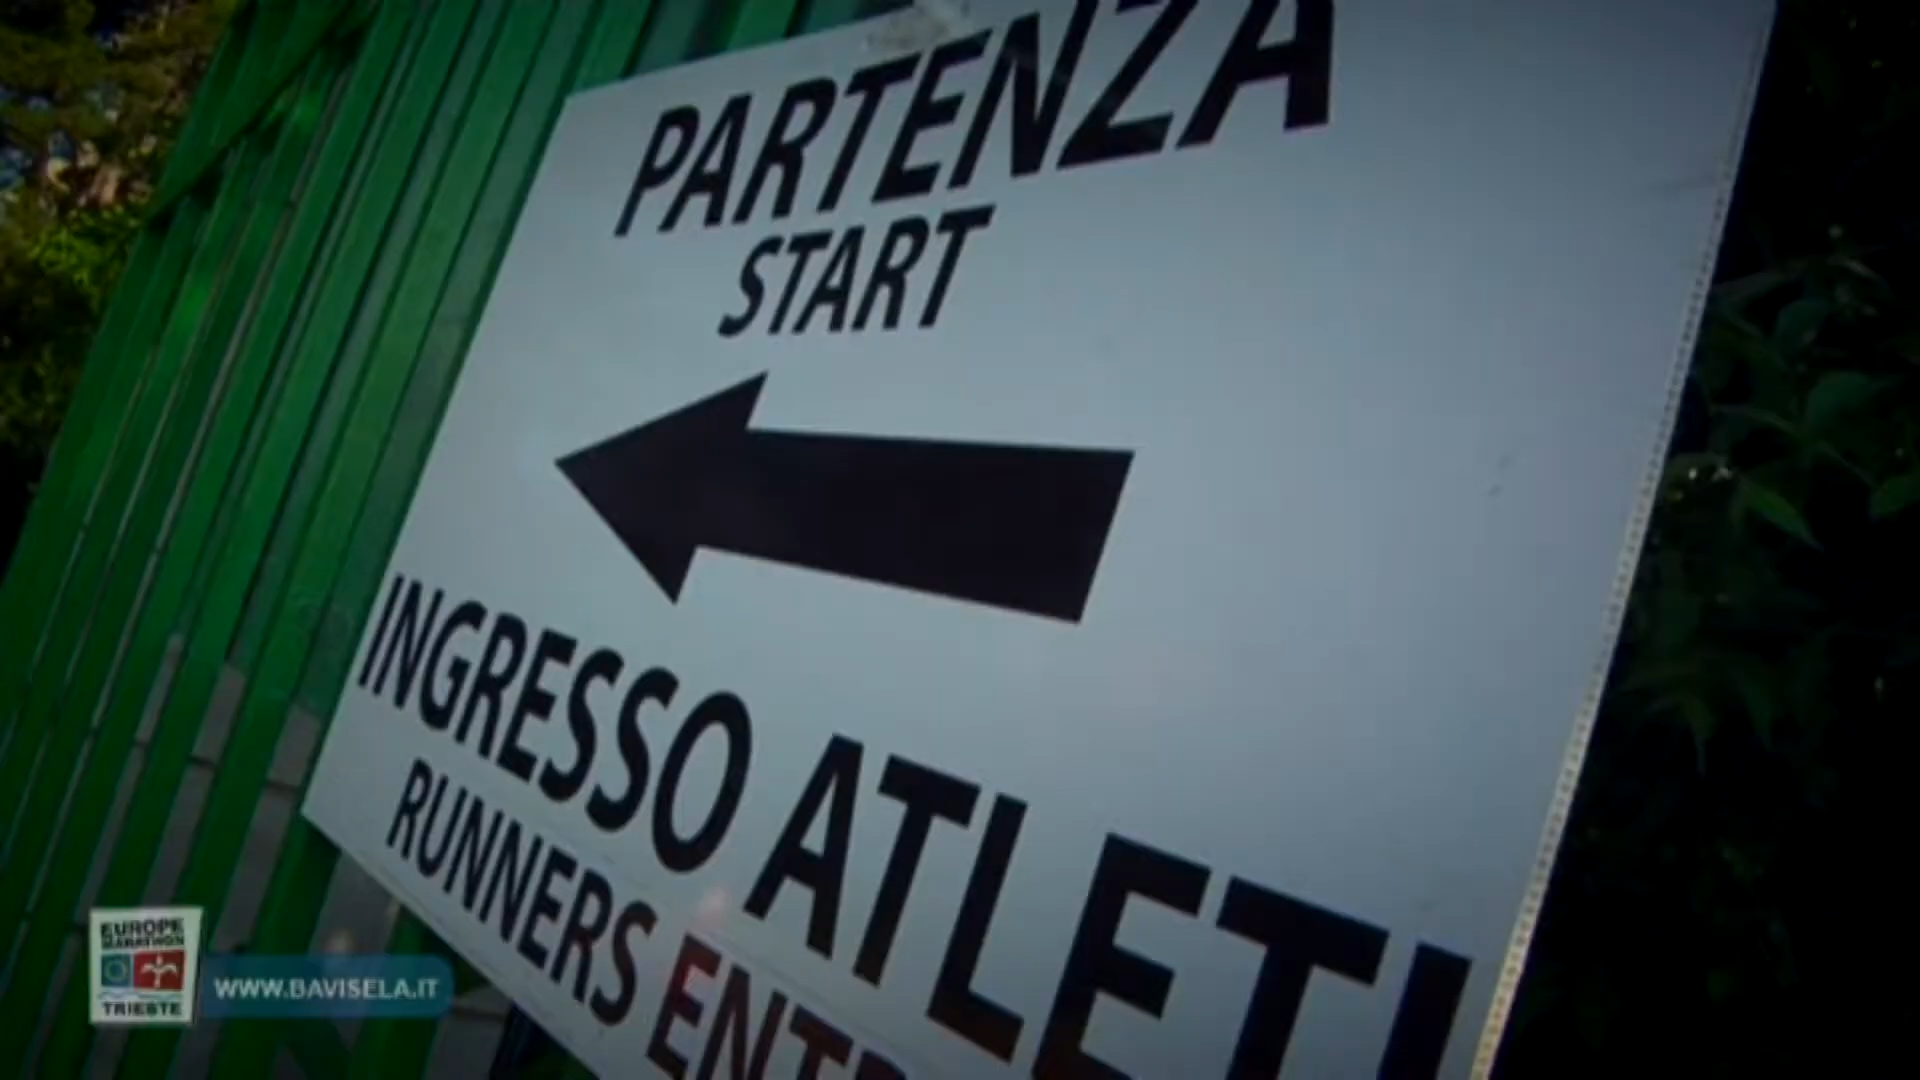 PARTENZA
START
INGRESSO ATLETI
RUNNERS
EUROPE
MARATHON
TRIESTE
WWW.BAVISELA.IT